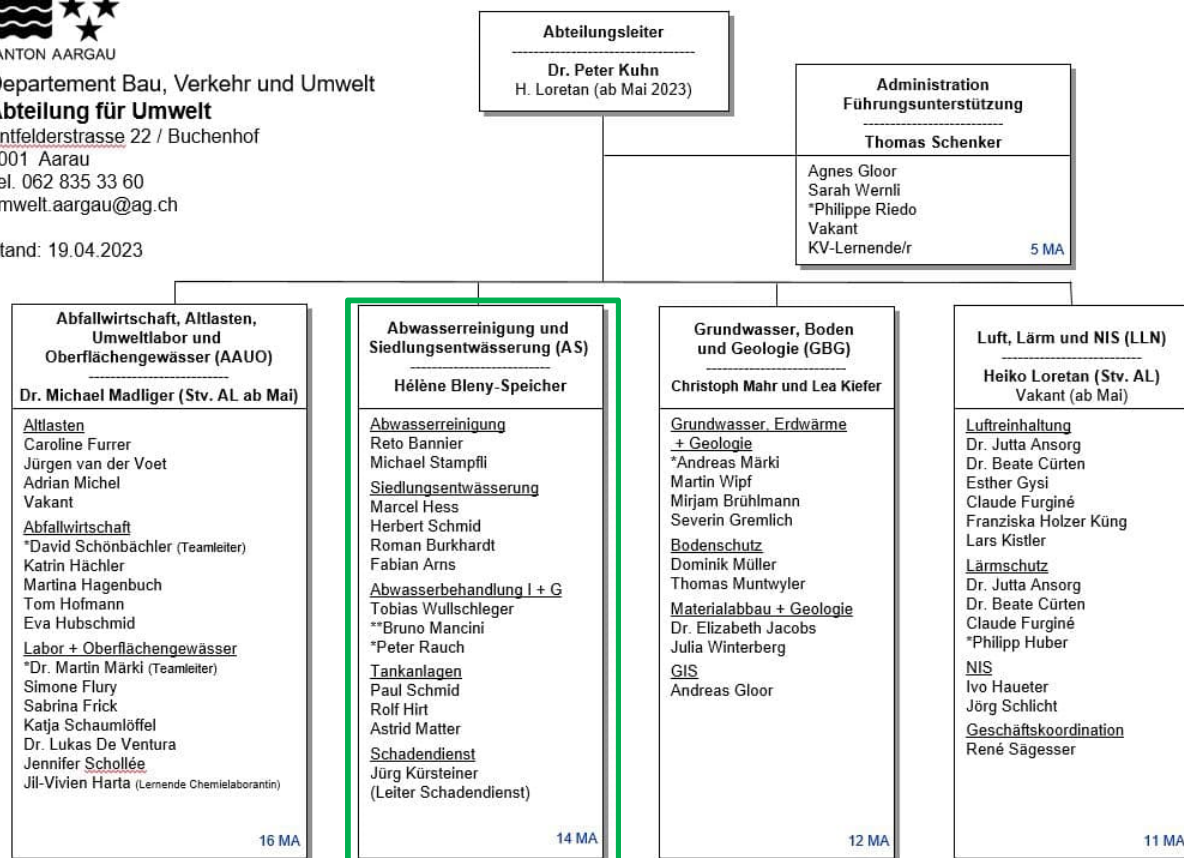 ANTON AARGAU
Departement Bau, Verkehr und Umwelt
Abteilung für Umwelt
ntfelderstrasse 22 / Buchenhof
001 Aarau
el. 062 835 33 60
mwelt.aargau@ag.ch
tand: 19.04.2023
Abteilungsleiter
Dr. Peter Kuhn
H. Loretan (ab Mai 2023)
Administration
Führungsunterstützung
Thomas Schenker
Agnes Gloor
Sarah Wernli
*Philippe Riedo
Vakant
KV-Lernende/r
5 MA
Abfallwirtschaft, Altlasten,
Umweltlabor und
Oberflächengewässer (AAUO)
Dr. Michael Madliger (Stv. AL ab Mai)
Altlasten
Caroline Furrer
Jürgen van der Voet
Adrian Michel
Vakant
Abfallwirtschaft
*David Schönbächler (Teamleiter)
Katrin Hächler
Martina Hagenbuch
Tom Hofmann
Eva Hubschmid
Labor + Oberflächengewässer
*Dr. Martin Märki (Teamleiter)
Simone Flury
Sabrina Frick
Katja Schaumlöffel
Dr. Lukas De Ventura
Jennifer Schollée
Jil-Vivien Harta (Lernende Chemielaborantin)
16 MA
Abwasserreinigung und
Siedlungsentwässerung (AS)
Hélène Bleny-Speicher
Abwasserreinigung
Reto Bannier
Michael Stampfli
Siedlungsentwässerung
Marcel Hess
Herbert Schmid
Roman Burkhardt
Fabian Arns
Abwasserbehandlung I + G
Tobias Wullschleger
**Bruno Mancini
*Peter Rauch
Tankanlagen
Paul Schmid
Rolf Hirt
Astrid Matter
Schadendienst
Jürg Kürsteiner
(Leiter Schadendienst)
14 MA
Grundwasser, Boden
und Geologie (GBG)
Christoph Mahr und Lea Kiefer
Grundwasser, Erdwärme
+ Geologie
*Andreas Märki
Martin Wipf
Mirjam Brühlmann
Severin Gremlich
Bodenschutz
Dominik Müller
Thomas Muntwyler
Materialabbau + Geologie
Dr. Elizabeth Jacobs
Julia Winterberg
GIS
Andreas Gloor
12 MA
Luft, Lärm und NIS (LLN)
Heiko Loretan (Stv. AL)
Vakant (ab Mai)
Luftreinhaltung
Dr. Jutta Ansorg
Dr. Beate Cürten
Esther Gysi
Claude Furginé
Franziska Holzer Küng
Lars Kistler
Lärmschutz
Dr. Jutta Ansorg
Dr. Beate Cürten
Claude Furginé
*Philipp Huber
NIS
Ivo Haueter
Jörg Schlicht
Geschäftskoordination
René Sägesser
11 MA